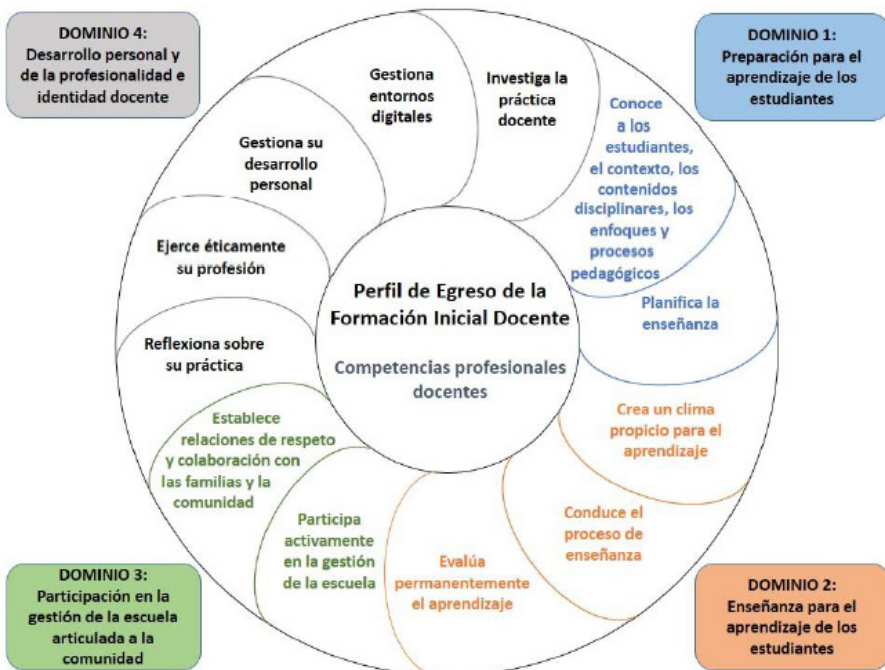 DOMINIO 4:
Desarrollo personal y
de la profesionalidad e
identidad docente
DOMINIO 1:
Preparación para el
aprendizaje de los
estudiantes
Gestiona
entornos
digitales
Investiga la
práctica
docente
Conoce
a los
estudiantes,
el contexto, los
contenidos
disciplinares, los
enfoques y
procesos
pedagógicos
Gestiona su
desarrollo
personal
Ejerce éticamente
su profesión
Planifica la
enseñanza
Perfil de Egreso de la
Formación Inicial Docente
Competencias profesionales
docentes
Reflexiona sobre
su práctica
Crea un clima
propicio para el
aprendizaje
Establece
relaciones de respeto
y colaboración con
las familias y la
comunidad
Conduce el
proceso de
enseñanza
Participa
activamente
en la gestión
de la escuela
Evalúa
permanentemente
el aprendizaje
DOMINIO 3:
Participación en la
gestión de la escuela
articulada a la
comunidad
DOMINIO 2:
Enseñanza para el
aprendizaje de los
estudiantes